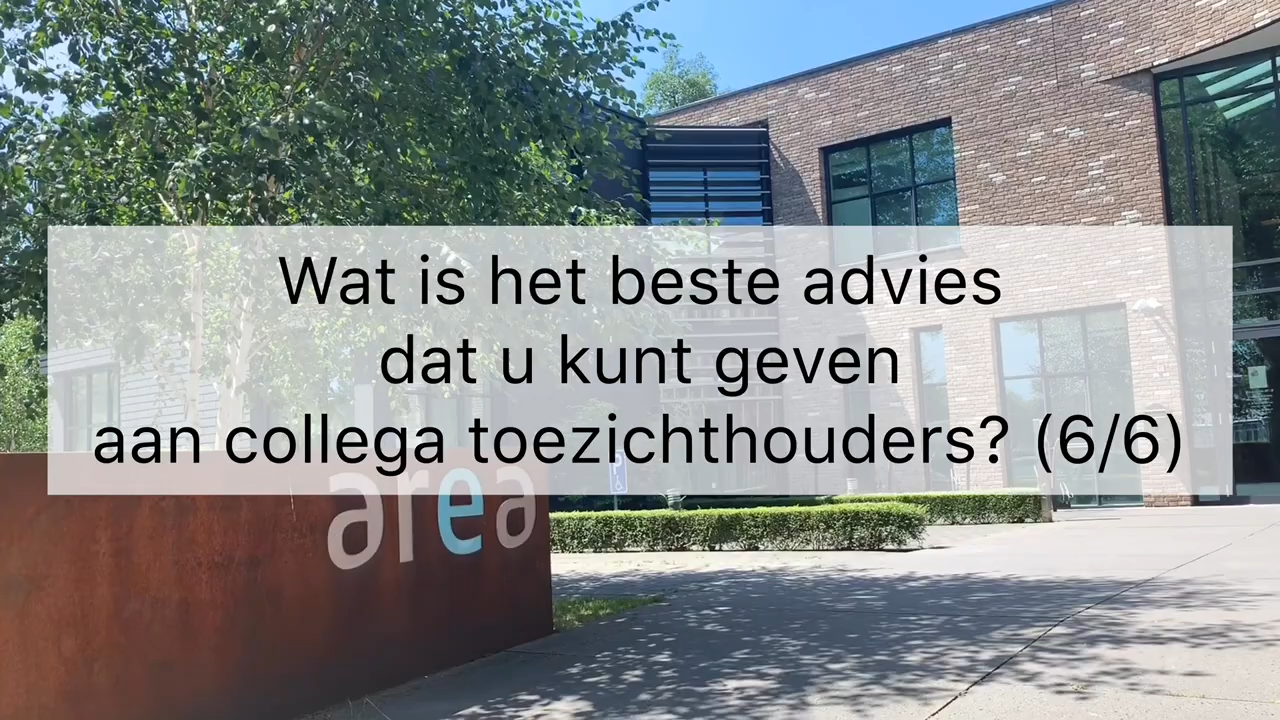 Wat is het beste advies
dat u kunt geven
aan collega toezichthouders? (6/6)
area
P